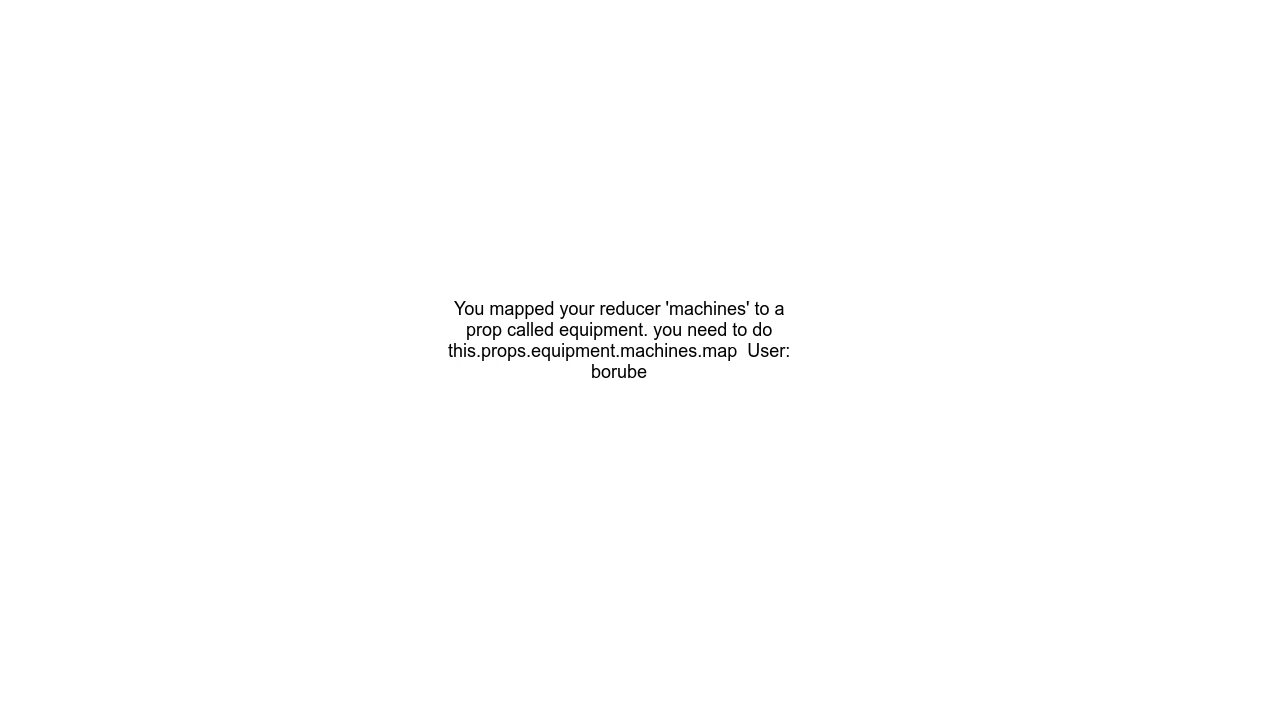 You mapped your reducer 'machines' to a
prop called equipment. you need to do
this.props.equipment.machines.map  User:
borube